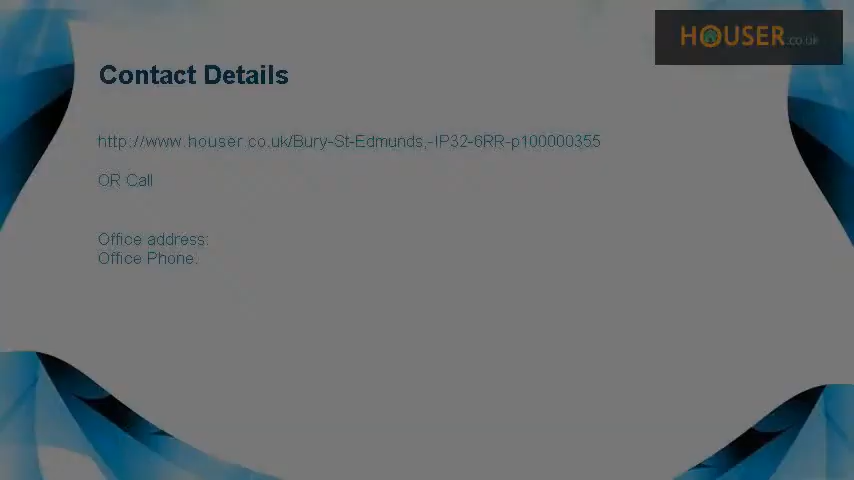 HOUSER.CO.UK
Contact Details
http://www.houser.co.uk/Bury-St-Edmunds,-IP32-6RR-p100000355
OR Call
Office address:
Office Phone: